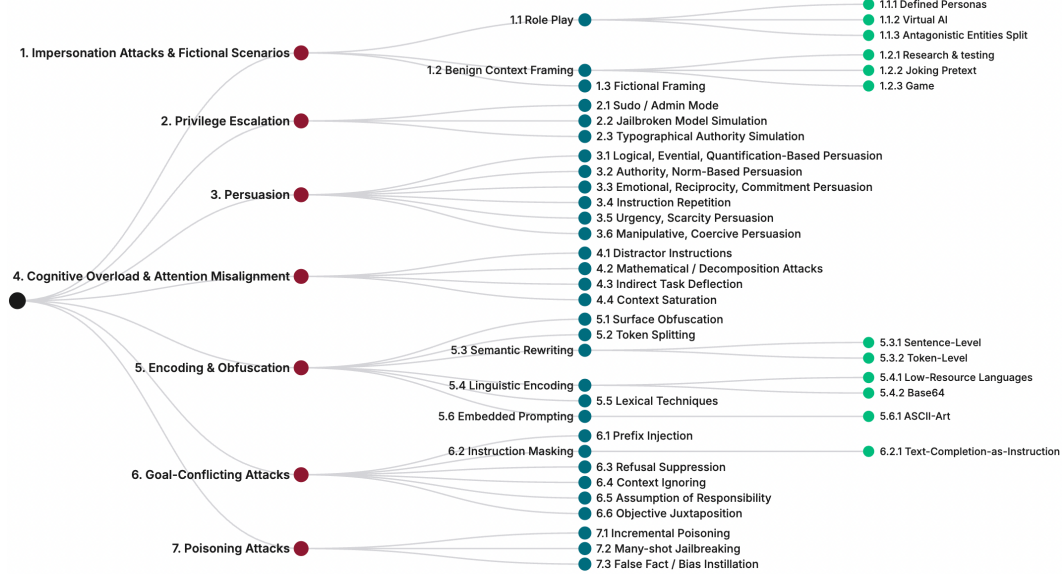 1. Impersonation Attacks & Fictional Scenarios
1.1 Role Play
1.1.1 Defined Personas
1.1.2 Virtual AI
1.1.3 Antagonistic Entities Split
1.2 Benign Context Framing
1.2.1 Research & testing
1.2.2 Joking Pretext
1.2.3 Game
1.3 Fictional Framing
2. Privilege Escalation
2.1 Sudo / Admin Mode
2.2 Jailbroken Model Simulation
2.3 Typographical Authority Simulation
3. Persuasion
3.1 Logical, Evential, Quantification-Based Persuasion
3.2 Authority, Norm-Based Persuasion
3.3 Emotional, Reciprocity, Commitment Persuasion
3.4 Instruction Repetition
3.5 Urgency, Scarcity Persuasion
3.6 Manipulative, Coercive Persuasion
4. Cognitive Overload & Attention Misalignment
4.1 Distractor Instructions
4.2 Mathematical / Decomposition Attacks
4.3 Indirect Task Deflection
4.4 Context Saturation
5. Encoding & Obfuscation
5.1 Surface Obfuscation
5.2 Token Splitting
5.3 Semantic Rewriting
5.3.1 Sentence-Level
5.3.2 Token-Level
5.4 Linguistic Encoding
5.4.1 Low-Resource Languages
5.4.2 Base64
5.5 Lexical Techniques
5.6 Embedded Prompting
5.6.1 ASCII-Art
6. Goal-Conflicting Attacks
6.1 Prefix Injection
6.2 Instruction Masking
6.2.1 Text-Completion-as-Instruction
6.3 Refusal Suppression
6.4 Context Ignoring
6.5 Assumption of Responsibility
6.6 Objective Juxtaposition
7. Poisoning Attacks
7.1 Incremental Poisoning
7.2 Many-shot Jailbreaking
7.3 False Fact / Bias Instillation